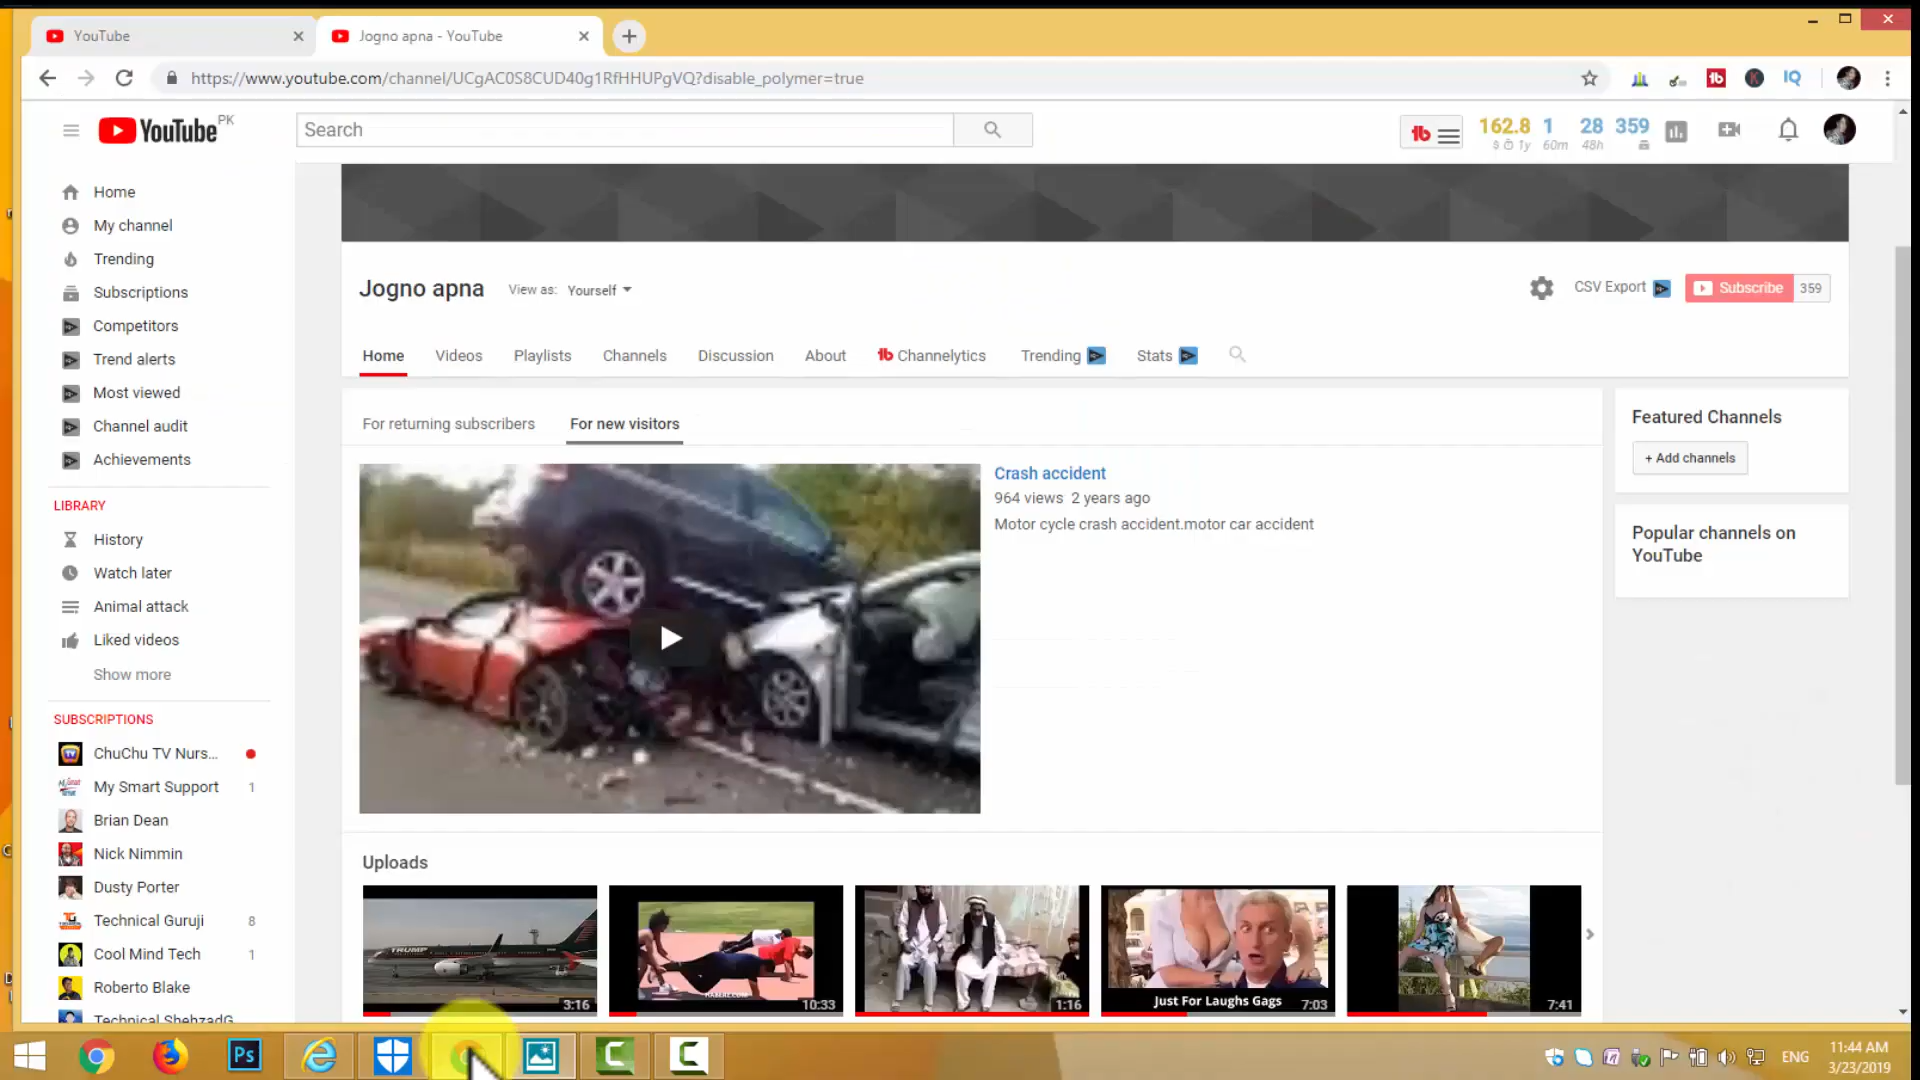 YouTube
Jogno apna - YouTube
https://www.youtube.com/channel/UCgAC0S8CUD40g1RfHHUPgVQ?disable_polymer=true
YouTube PK
Search
162.8 1 28 359
1y 60m 48h
Home
My channel
Trending
Subscriptions
Competitors
Trend alerts
Most viewed
Channel audit
Achievements
LIBRARY
History
Watch later
Animal attack
Liked videos
Show more
SUBSCRIPTIONS
ChuChu TV Nurs...
My Smart Support 1
Brian Dean
Nick Nimmin
Dusty Porter
Technical Guruji 8
Cool Mind Tech 1
Roberto Blake
Technical ShehzadG
Jogno apna View as: Yourself
CSV Export Subscribe 359
Home Videos Playlists Channels Discussion About Channelytics Trending Stats
For returning subscribers For new visitors
Crash accident
964 views 2 years ago
Motor cycle crash accident.motor car accident
Featured Channels
+ Add channels
Popular channels on
YouTube
Uploads
TRUMP
3:16
10:33
1:16
Just For Laughs Gags 7:03
7:41
Ps
ENG
11:44 AM
3/23/2019